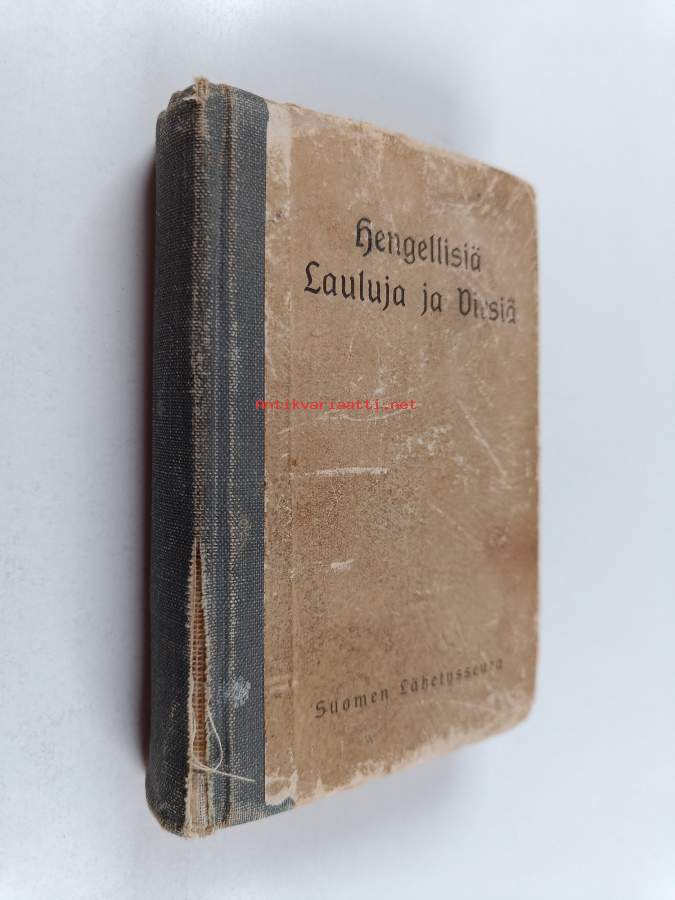 Hengellisiä
Lauluja ja Virsiä
antikvariaatti.net
Suomen Lähetysseura